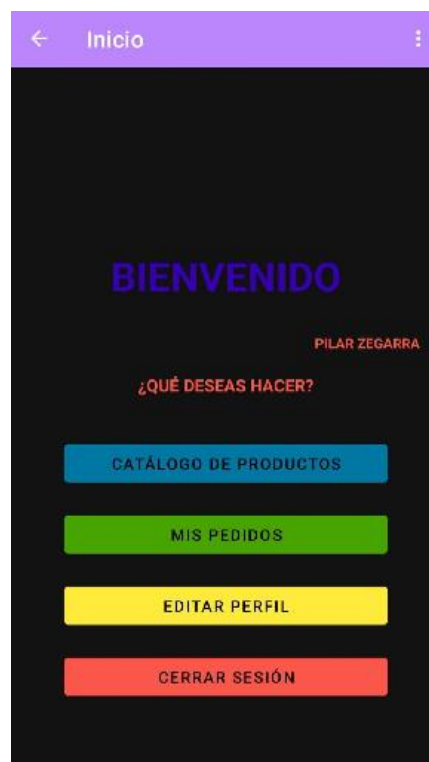 Inicio
BIENVENIDO
PILAR ZEGARRA
¿QUÉ DESEAS HACER?
CATÁLOGO DE PRODUCTOS
MIS PEDIDOS
EDITAR PERFIL
CERRAR SESIÓN